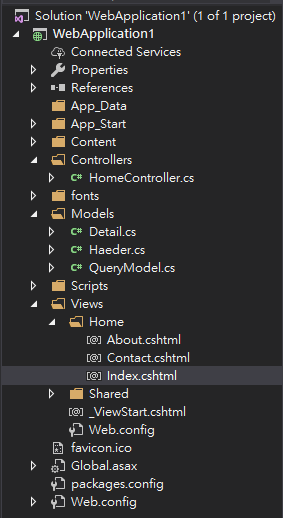 Solution 'WebApplication1' (1 of 1 project)
WebApplication1
Connected Services
Properties
References
App_Data
App_Start
Content
Controllers
C# HomeController.cs
fonts
Models
C# Detail.cs
C# Haeder.cs
C# QueryModel.cs
Scripts
Views
Home
[@] About.cshtml
[@] Contact.cshtml
[@] Index.cshtml
Shared
[@] _ViewStart.cshtml
Web.config
favicon.ico
Global.asax
packages.config
Web.config